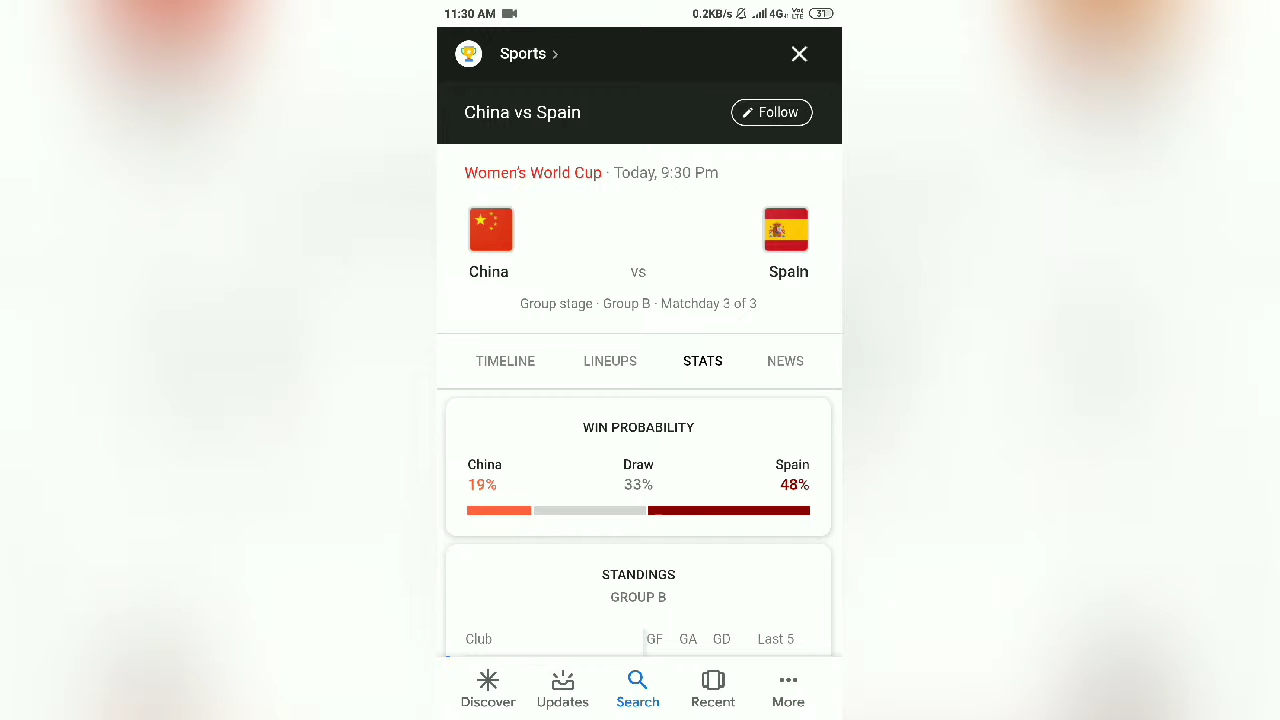 11:30 AM 0.2KB/s 4G Vo LTE 31
Sports
China vs Spain Follow
Women's World Cup · Today, 9:30 Pm
China vs Spain
Group stage · Group B · Matchday 3 of 3
TIMELINE LINEUPS STATS NEWS
WIN PROBABILITY
China Draw Spain
19% 33% 48%
STANDINGS
GROUP B
Club GF GA GD Last 5
Discover Updates Search Recent More